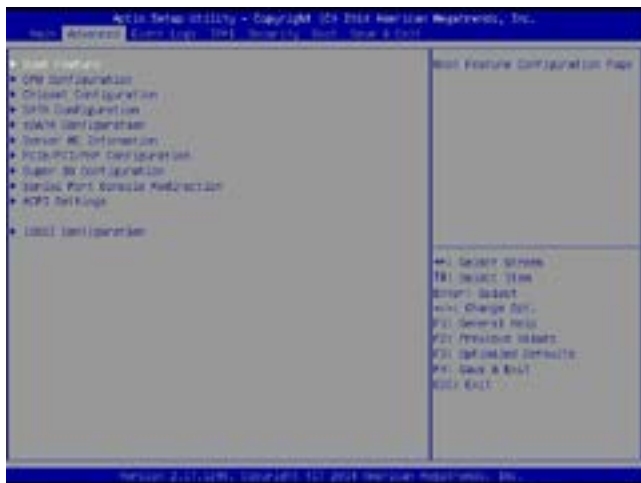 Aptio Setup Utility - Copyright (C) 2014 American Megatrends, Inc.
Main Advanced Event Logs IPMI Security Boot Save & Exit
Boot Feature
CPU Configuration
Chipset Configuration
SATA Configuration
sSATA Configuration
Server ME Information
PCIe/PCI/PnP Configuration
Super IO Configuration
Serial Port Console Redirection
ACPI Settings
iSCSI Configuration
Boot Feature Configuration Page
Select Screen
Select Item
Enter: Select
+/-: Change Opt.
F1: General Help
F2: Previous Values
F3: Optimized Defaults
F4: Save & Exit
ESC: Exit
Version 2.17.1249. Copyright (C) 2014 American Megatrends, Inc.